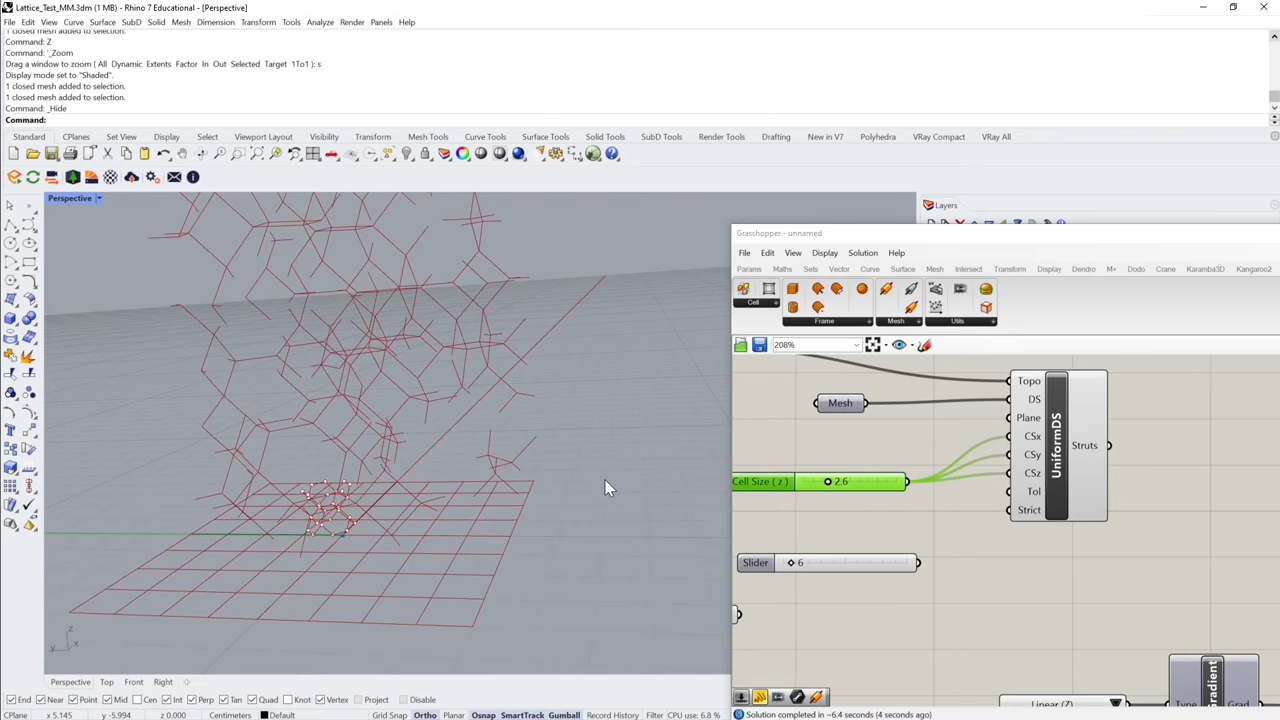 Lattice_Test_MM.3dm (1 MB) - Rhino 7 Educational - [Perspective]
File Edit View Curve Surface SubD Solid Mesh Dimension Transform Tools Analyze Render Panels Help
1 closed mesh added to selection.
Command: Z
Command: '_Zoom
Drag a window to zoom ( All Dynamic Extents Factor In Out Selected Target 1To1 ): s
Display mode set to "Shaded".
1 closed mesh added to selection.
1 closed mesh added to selection.
Command: _Hide
Command:
Standard CPlanes Set View Display Select Viewport Layout Visibility Transform Mesh Tools Curve Tools Surface Tools Solid Tools SubD Tools Render Tools Drafting New in V7 Polyhedra VRay Compact VRay All
Perspective
Layers
Grasshopper - unnamed
File Edit View Display Solution Help
Params Maths Sets Vector Curve Surface Mesh Intersect Transform Display Dendro M+ Dodo Crane Karamba3D Kangaroo2
Cell
Frame
Mesh
Utils
208%
Mesh
Topo
DS
Plane
CSx
CSy
CSz
Tol
Strict
UniformDS
Struts
Cell Size ( z ) 2.6
Slider 6
Linear (Z)
Type
Gradient
Grad
z
y
x
Perspective Top Front Right
End Near Point Mid Cen Int Perp Tan Quad Knot Vertex Project Disable
CPlane x 5.145 y -5.994 z 0.000 Centimeters Default Grid Snap Ortho Planar Osnap SmartTrack Gumball Record History Filter CPU use: 6.8 %
Solution completed in ~6.4 seconds (4 seconds ago)